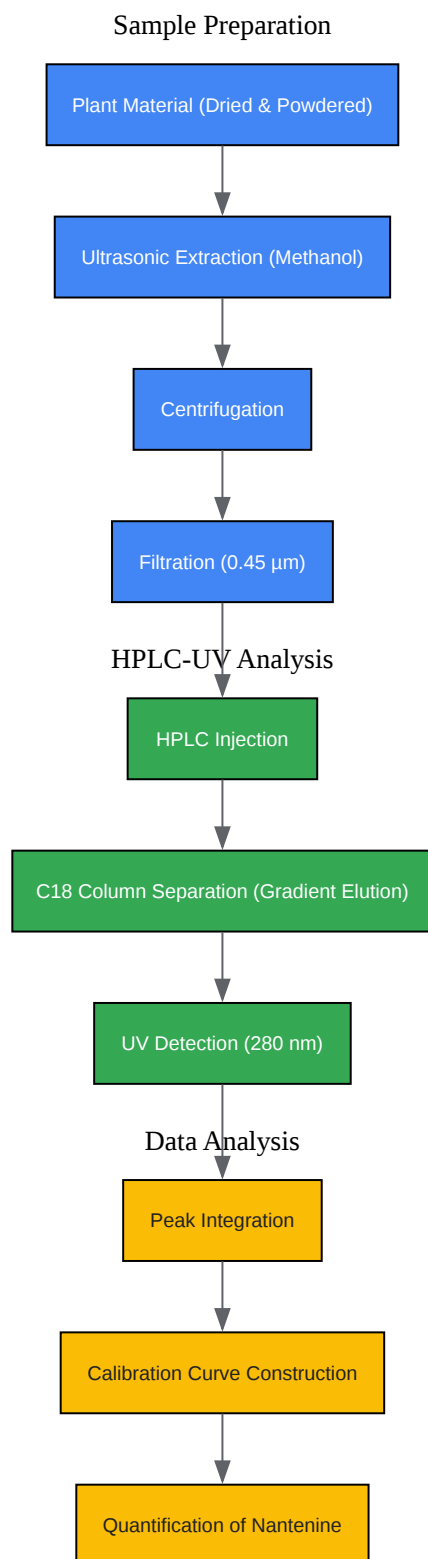 Sample Preparation
Plant Material (Dried & Powdered)
Ultrasonic Extraction (Methanol)
Centrifugation
Filtration (0.45 µm)
HPLC-UV Analysis
HPLC Injection
C18 Column Separation (Gradient Elution)
UV Detection (280 nm)
Data Analysis
Peak Integration
Calibration Curve Construction
Quantification of Nantenine